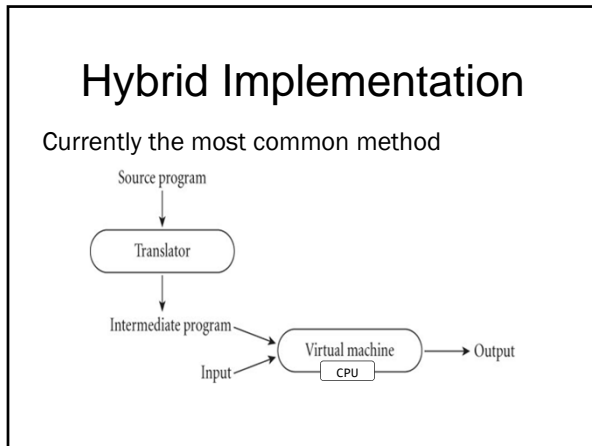 Hybrid Implementation
Currently the most common method
Source program
Translator
Intermediate program
Input
Virtual machine
CPU
Output